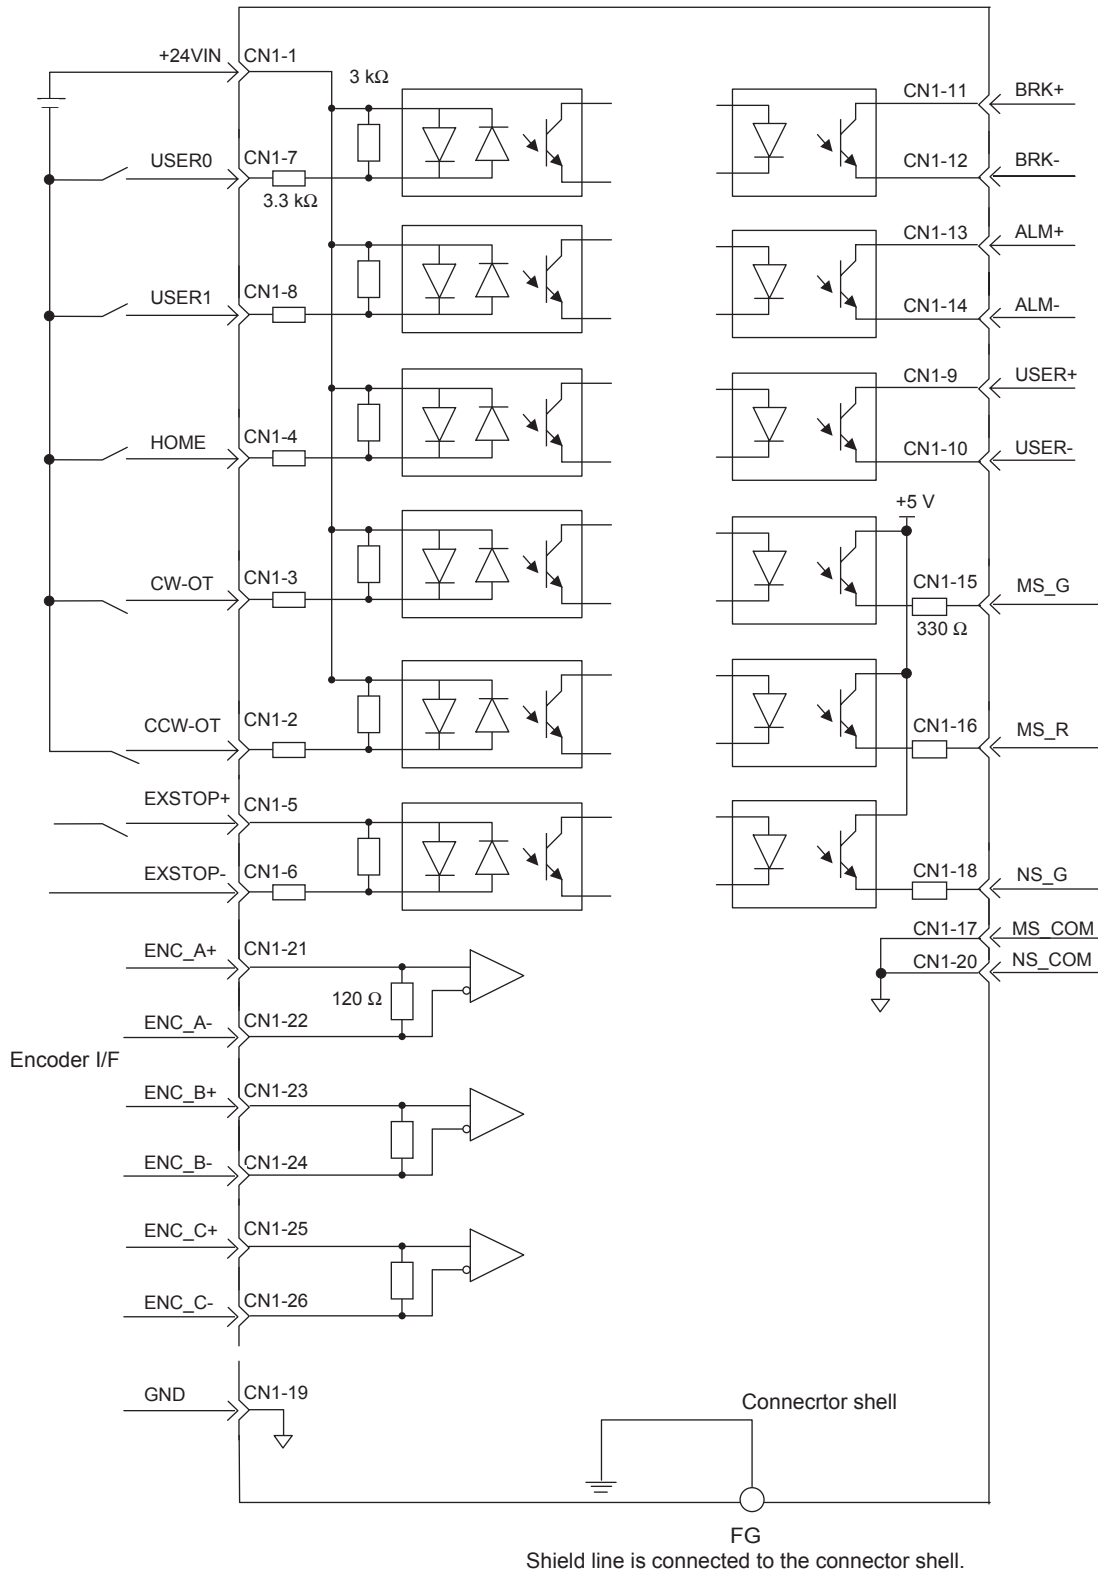 +24VIN
CN1-1
3 kΩ
USER0
CN1-7
3.3 kΩ
USER1
CN1-8
HOME
CN1-4
CW-OT
CN1-3
CCW-OT
CN1-2
EXSTOP+
CN1-5
EXSTOP-
CN1-6
ENC_A+
CN1-21
120 Ω
ENC_A-
CN1-22
Encoder I/F
ENC_B+
CN1-23
ENC_B-
CN1-24
ENC_C+
CN1-25
ENC_C-
CN1-26
GND
CN1-19
CN1-11
BRK+
CN1-12
BRK-
CN1-13
ALM+
CN1-14
ALM-
CN1-9
USER+
CN1-10
USER-
+5 V
CN1-15
MS_G
330 Ω
CN1-16
MS_R
CN1-18
NS_G
CN1-17
MS_COM
CN1-20
NS_COM
Connecrtor shell
FG
Shield line is connected to the connector shell.